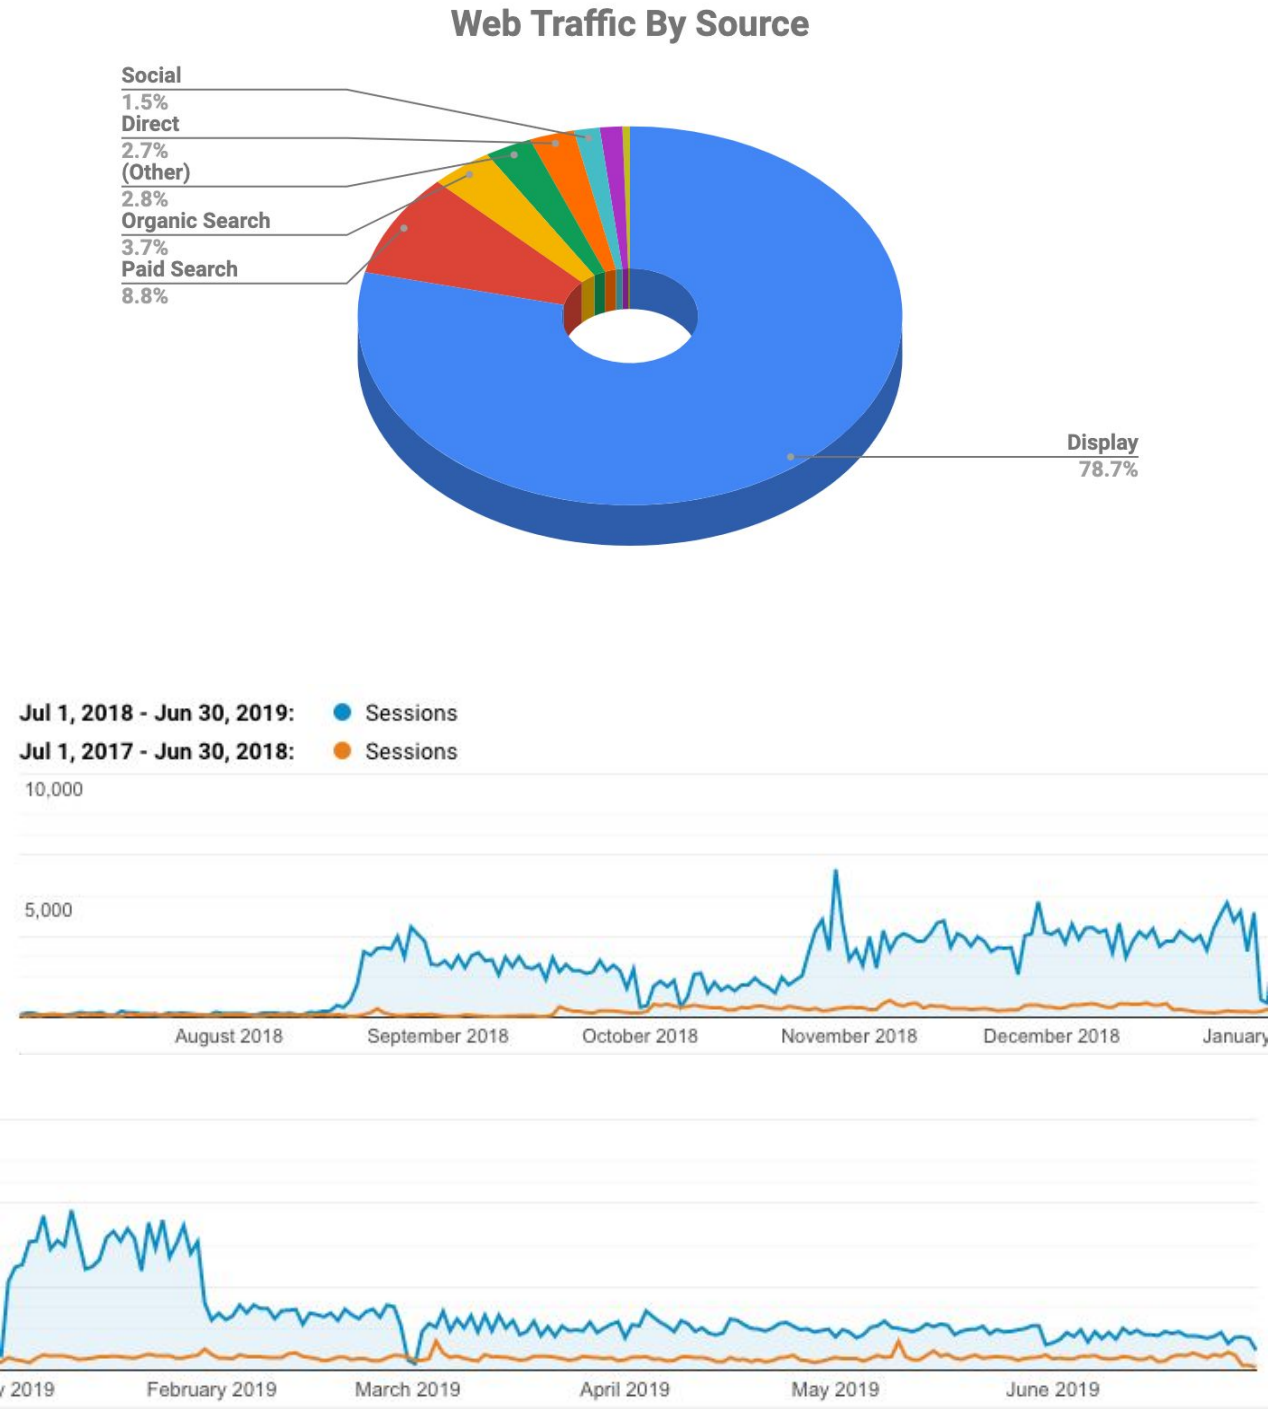 Web Traffic By Source
Social
1.5%
Direct
2.7%
(Other)
2.8%
Organic Search
3.7%
Paid Search
8.8%
Display
78.7%
Jul 1, 2018 - Jun 30, 2019: Sessions
Jul 1, 2017 - Jun 30, 2018: Sessions
10,000
5,000
August 2018 September 2018 October 2018 November 2018 December 2018 January
y 2019 February 2019 March 2019 April 2019 May 2019 June 2019